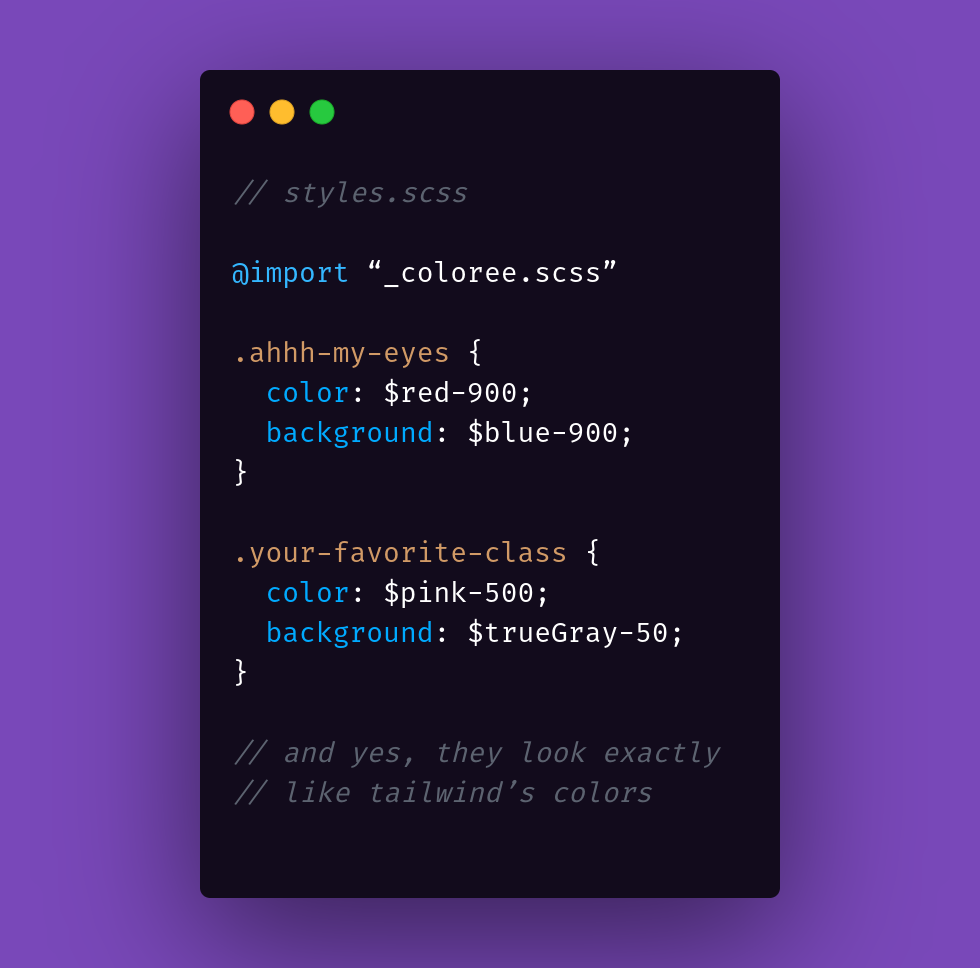 // styles.scss
@import “_coloree.scss”
.ahhh-my-eyes {
color: $red-900;
background: $blue-900;
}
.your-favorite-class {
color: $pink-500;
background: $trueGray-50;
}
// and yes, they look exactly
// like tailwind’s colors